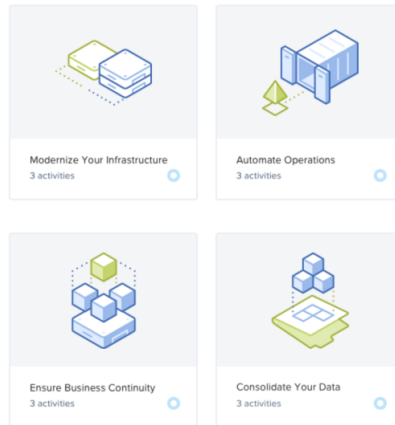 Modernize Your Infrastructure
3 activities
Automate Operations
3 activities
Ensure Business Continuity
3 activities
Consolidate Your Data
3 activities